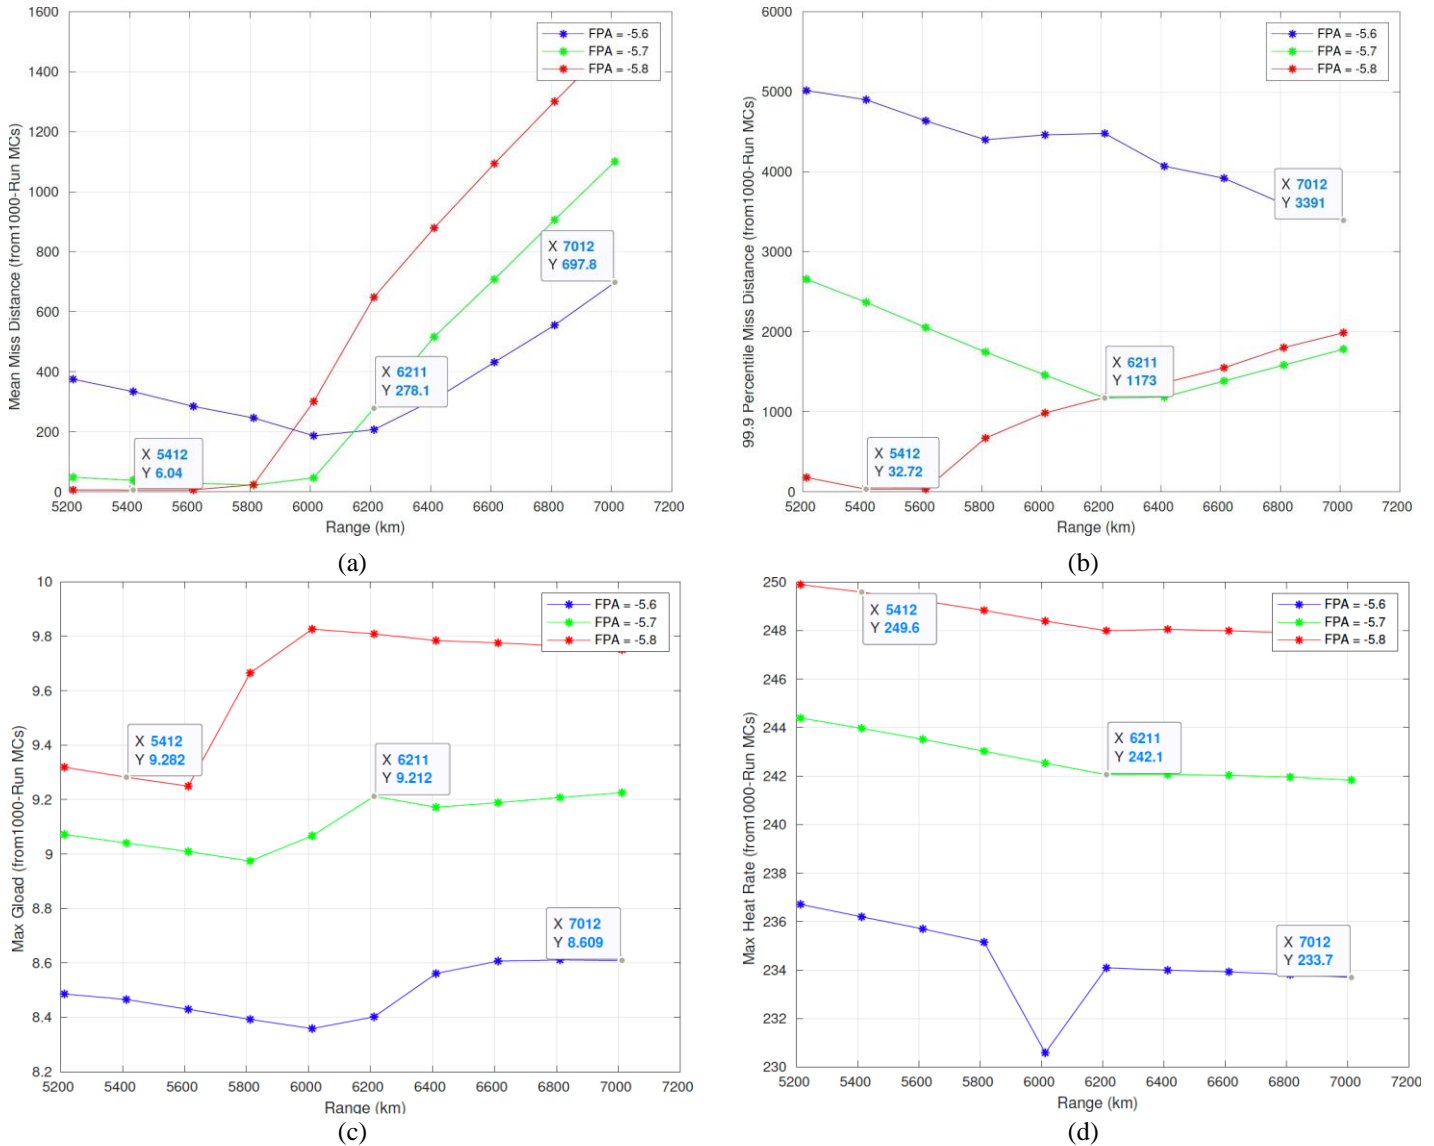 1600
1400
1200
1000
800
600
400
200
0
Mean Miss Distance (from1000-Run MCs)
FPA = -5.6
FPA = -5.7
FPA = -5.8
X 7012
Y 697.8
X 6211
Y 278.1
X 5412
Y 6.04
5200 5400 5600 5800 6000 6200 6400 6600 6800 7000 7200
Range (km)
(a)
6000
5000
4000
3000
2000
1000
0
99.9 Percentile Miss Distance (from1000-Run MCs)
FPA = -5.6
FPA = -5.7
FPA = -5.8
X 7012
Y 3391
X 6211
Y 1173
X 5412
Y 32.72
5200 5400 5600 5800 6000 6200 6400 6600 6800 7000 7200
Range (km)
(b)
10
9.8
9.6
9.4
9.2
9
8.8
8.6
8.4
8.2
Max Gload (from1000-Run MCs)
FPA = -5.6
FPA = -5.7
FPA = -5.8
X 5412
Y 9.282
X 6211
Y 9.212
X 7012
Y 8.609
5200 5400 5600 5800 6000 6200 6400 6600 6800 7000 7200
Range (km)
(c)
250
248
246
244
242
240
238
236
234
232
230
Max Heat Rate (from1000-Run MCs)
FPA = -5.6
FPA = -5.7
FPA = -5.8
X 5412
Y 249.6
X 6211
Y 242.1
X 7012
Y 233.7
5200 5400 5600 5800 6000 6200 6400 6600 6800 7000 7200
Range (km)
(d)